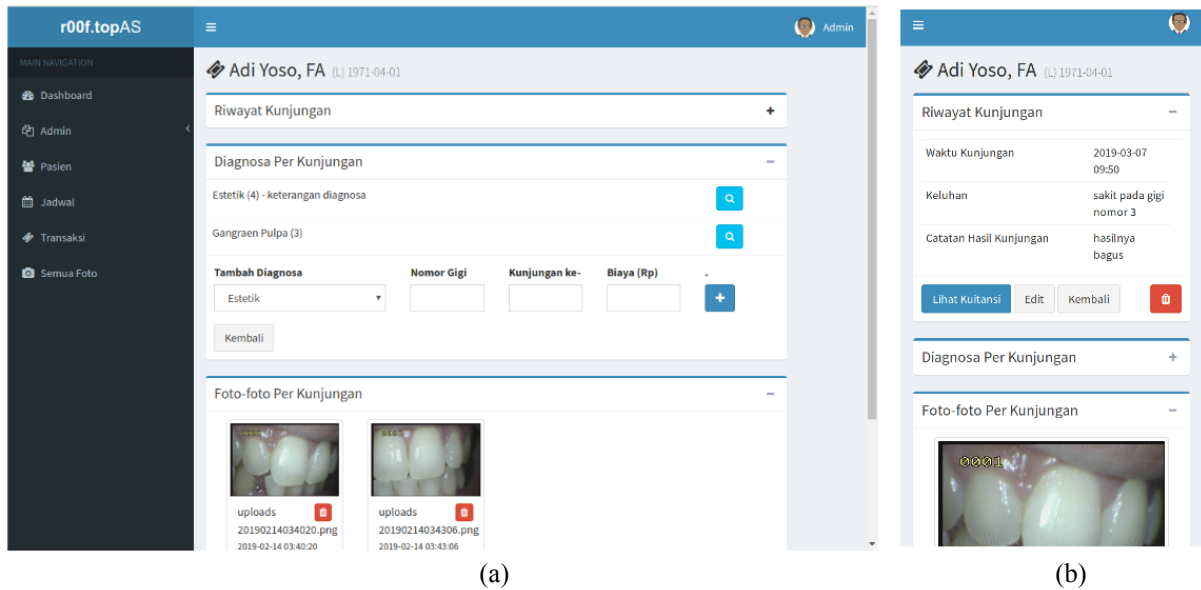 r00f.topAS
Admin
MAIN NAVIGATION
Dashboard
Admin
Pasien
Jadwal
Transaksi
Semua Foto
Adi Yoso, FA (L) 1971-04-01
Riwayat Kunjungan
Diagnosa Per Kunjungan
Estetik (4) - keterangan diagnosa
Gangraen Pulpa (3)
Tambah Diagnosa Nomor Gigi Kunjungan ke- Biaya (Rp) .
Estetik
Kembali
Foto-foto Per Kunjungan
uploads
20190214034020.png
2019-02-14 03:40:20
uploads
20190214034306.png
2019-02-14 03:43:06
(a)
Adi Yoso, FA (L) 1971-04-01
Riwayat Kunjungan
Waktu Kunjungan 2019-03-07
09:50
Keluhan sakit pada gigi
nomor 3
Catatan Hasil Kunjungan hasilnya
bagus
Lihat Kuitansi Edit Kembali
Diagnosa Per Kunjungan
Foto-foto Per Kunjungan
0001
(b)